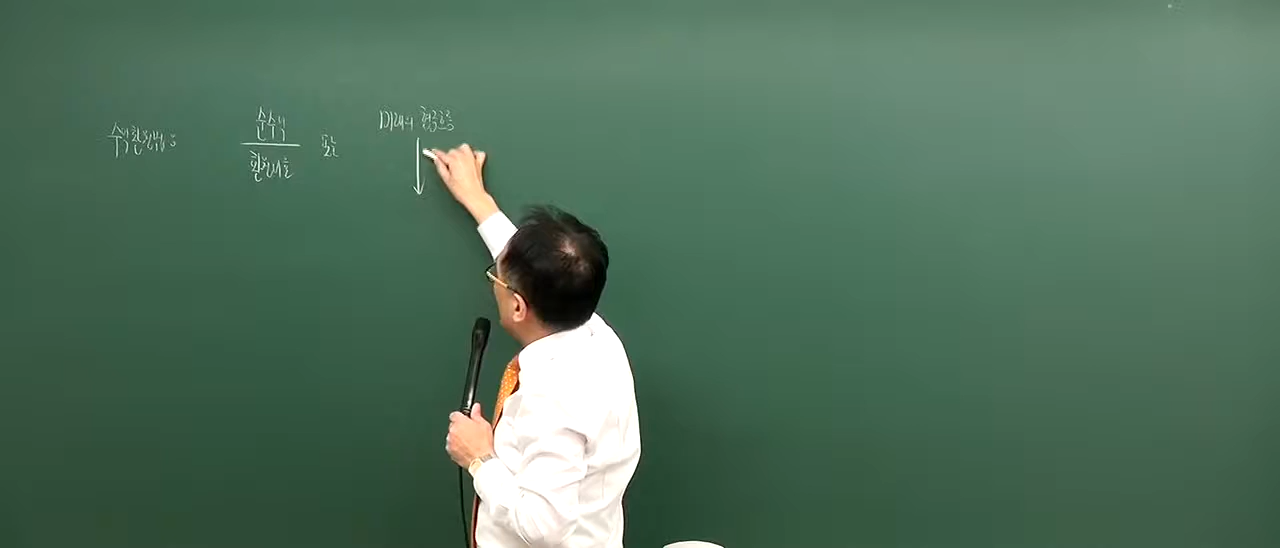 수익환원법 :
순수익
환원이율
또는
미래의 현금흐름